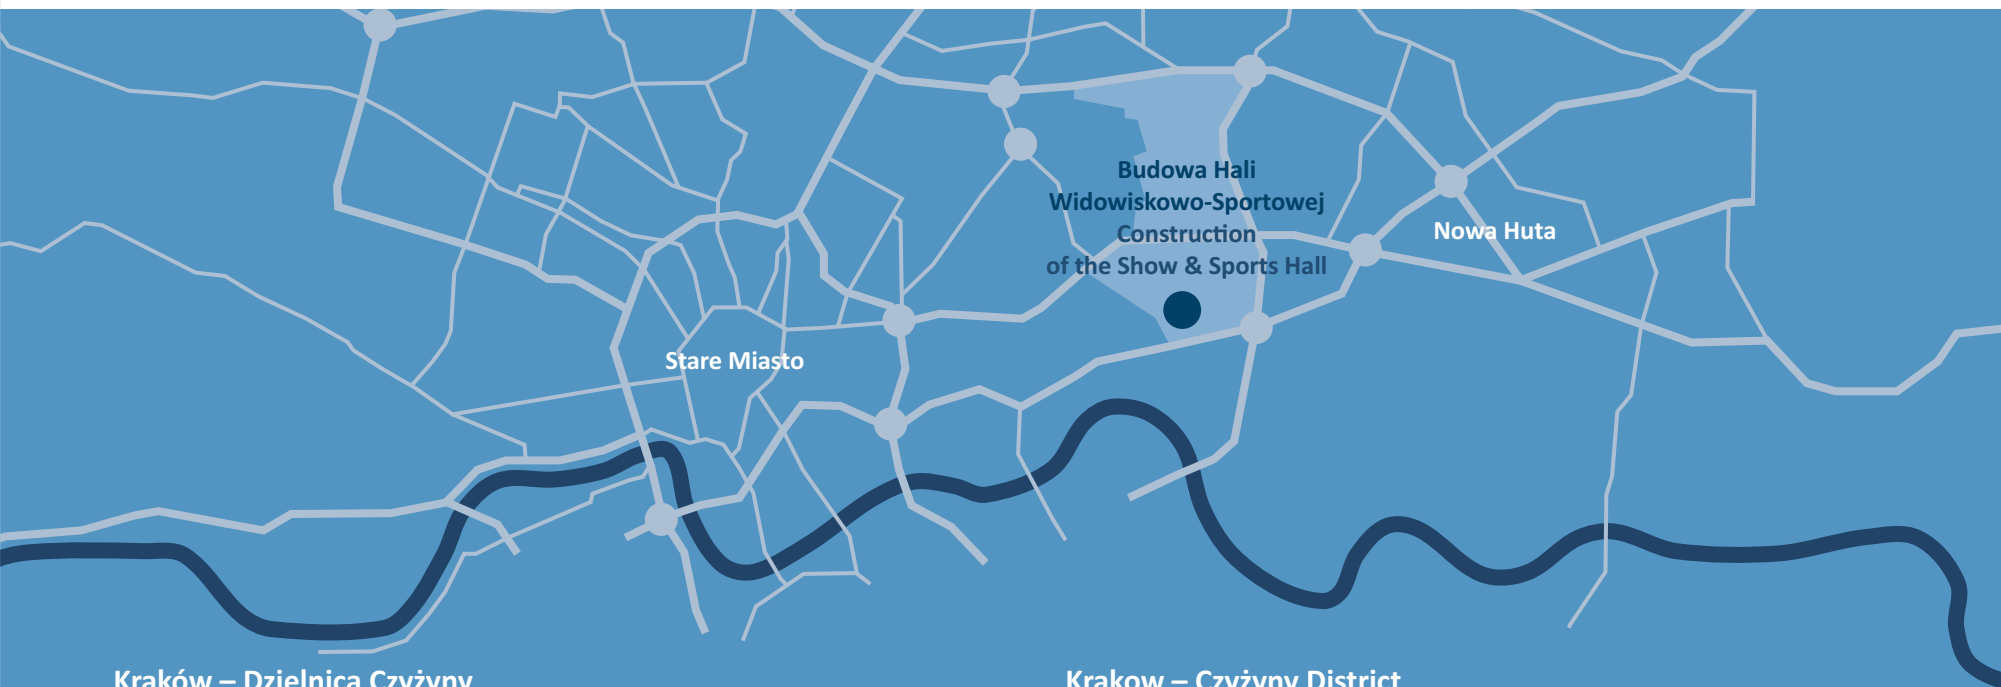 Budowa Hali
Widowiskowo-Sportowej
Construction
of the Show & Sports Hall
Nowa Huta
Stare Miasto
Kraków – Dzielnica Czyżyny
Krakow – Czyżyny District